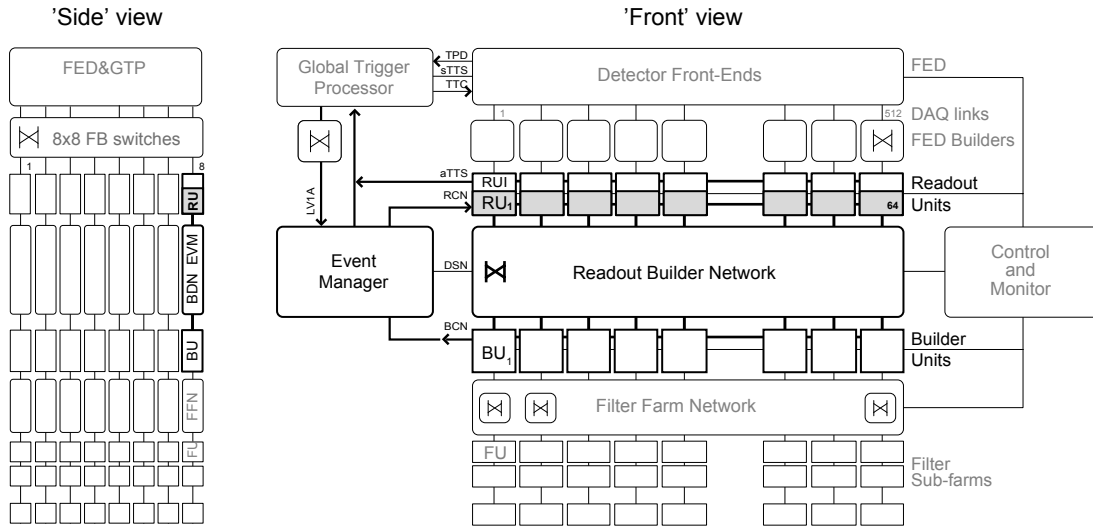 'Side' view
FED&GTP
8x8 FB switches
1
8
RU
BDN EVM
BU
FFN
FU
'Front' view
Global Trigger
Processor
TPD
sTTS
TTC
Detector Front-Ends
FED
1
512
DAQ links
FED Builders
aTTS
RCN
LV1A
RUI
RU1
64
Readout
Units
Event
Manager
DSN
Readout Builder Network
Control
and
Monitor
BCN
BU1
Builder
Units
Filter Farm Network
FU
Filter
Sub-farms